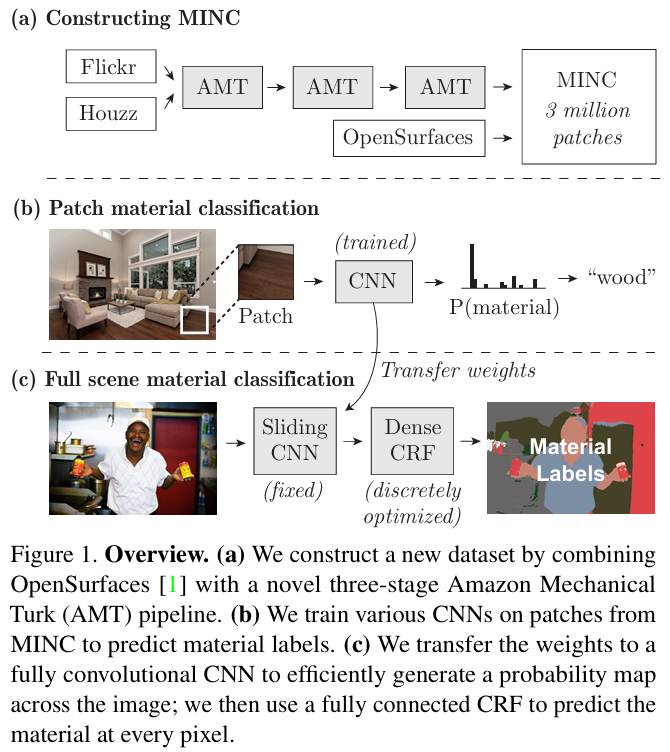 (a) Constructing MINC
Flickr
Houzz
AMT
AMT
AMT
OpenSurfaces
MINC
3 million
patches
(b) Patch material classification
Patch
(trained)
CNN
P(material)
“wood”
Transfer weights
(c) Full scene material classification
Sliding
CNN
(fixed)
Dense
CRF
(discretely
optimized)
Material
Labels
Figure 1. Overview. (a) We construct a new dataset by combining
OpenSurfaces [1] with a novel three-stage Amazon Mechanical
Turk (AMT) pipeline. (b) We train various CNNs on patches from
MINC to predict material labels. (c) We transfer the weights to a
fully convolutional CNN to efficiently generate a probability map
across the image; we then use a fully connected CRF to predict the
material at every pixel.